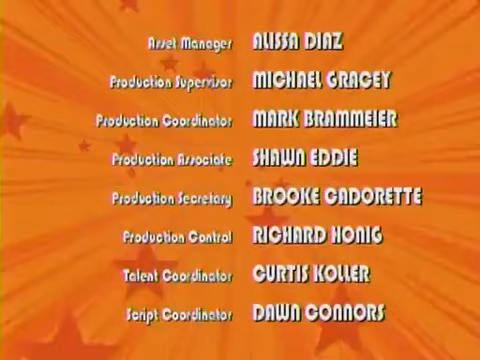 Asset Manager ALISSA DIAZ
Production Supervisor MICHAEL GRACEY
Production Coordinator MARK BRAMMEIER
Production Associate SHAWN EDDIE
Production Secretary BROOKE CADORETTE
Production Control RICHARD HONIG
Talent Coordinator CURTIS KOLLER
Script Coordinator DAWN CONNORS